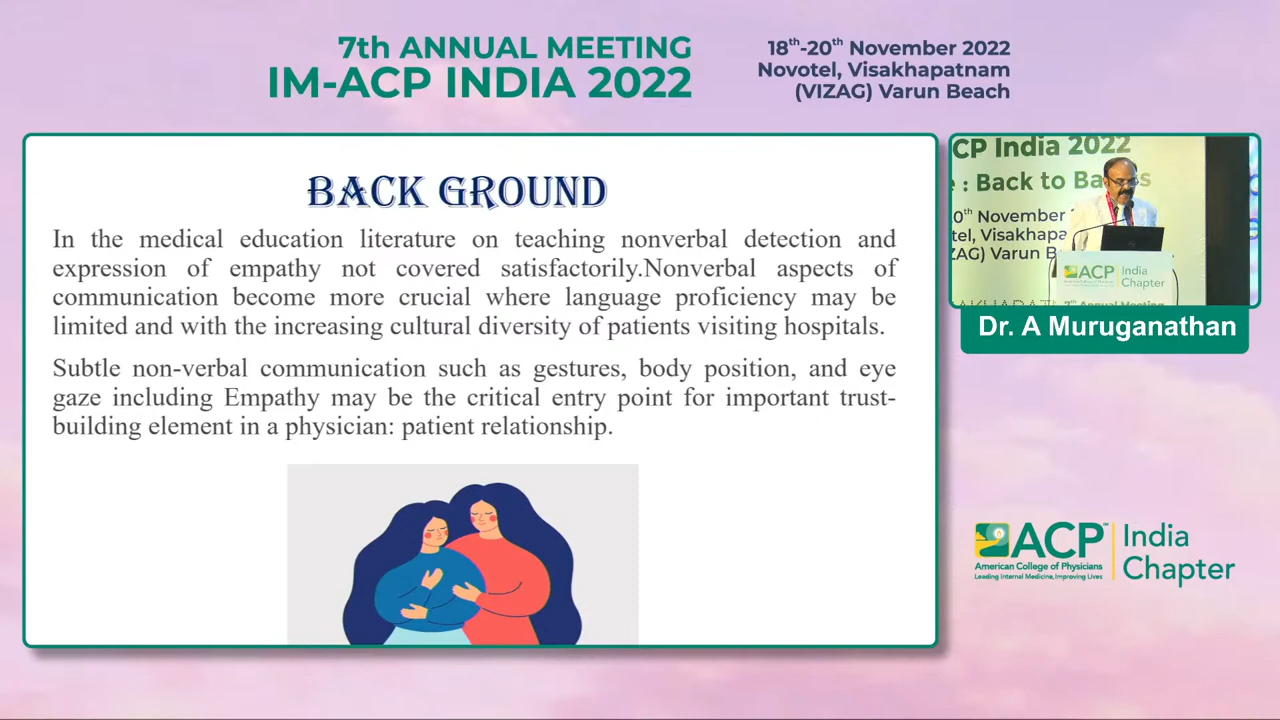 7th ANNUAL MEETING
IM-ACP INDIA 2022
18th-20th November 2022
Novotel, Visakhapatnam
(VIZAG) Varun Beach
BACK GROUND
In the medical education literature on teaching nonverbal detection and
expression of empathy not covered satisfactorily.Nonverbal aspects of
communication become more crucial where language proficiency may be
limited and with the increasing cultural diversity of patients visiting hospitals.
Subtle non-verbal communication such as gestures, body position, and eye
gaze including Empathy may be the critical entry point for important trust-
building element in a physician: patient relationship.
CP India 2022
: Back to Ba s
0th November
tel, Visakhapa
ZAG) Varun B
ACP India
Chapter
7th Annual Meeting
Dr. A Muruganathan
ACP India
American College of Physicians
Leading Internal Medicine, Improving Lives
Chapter